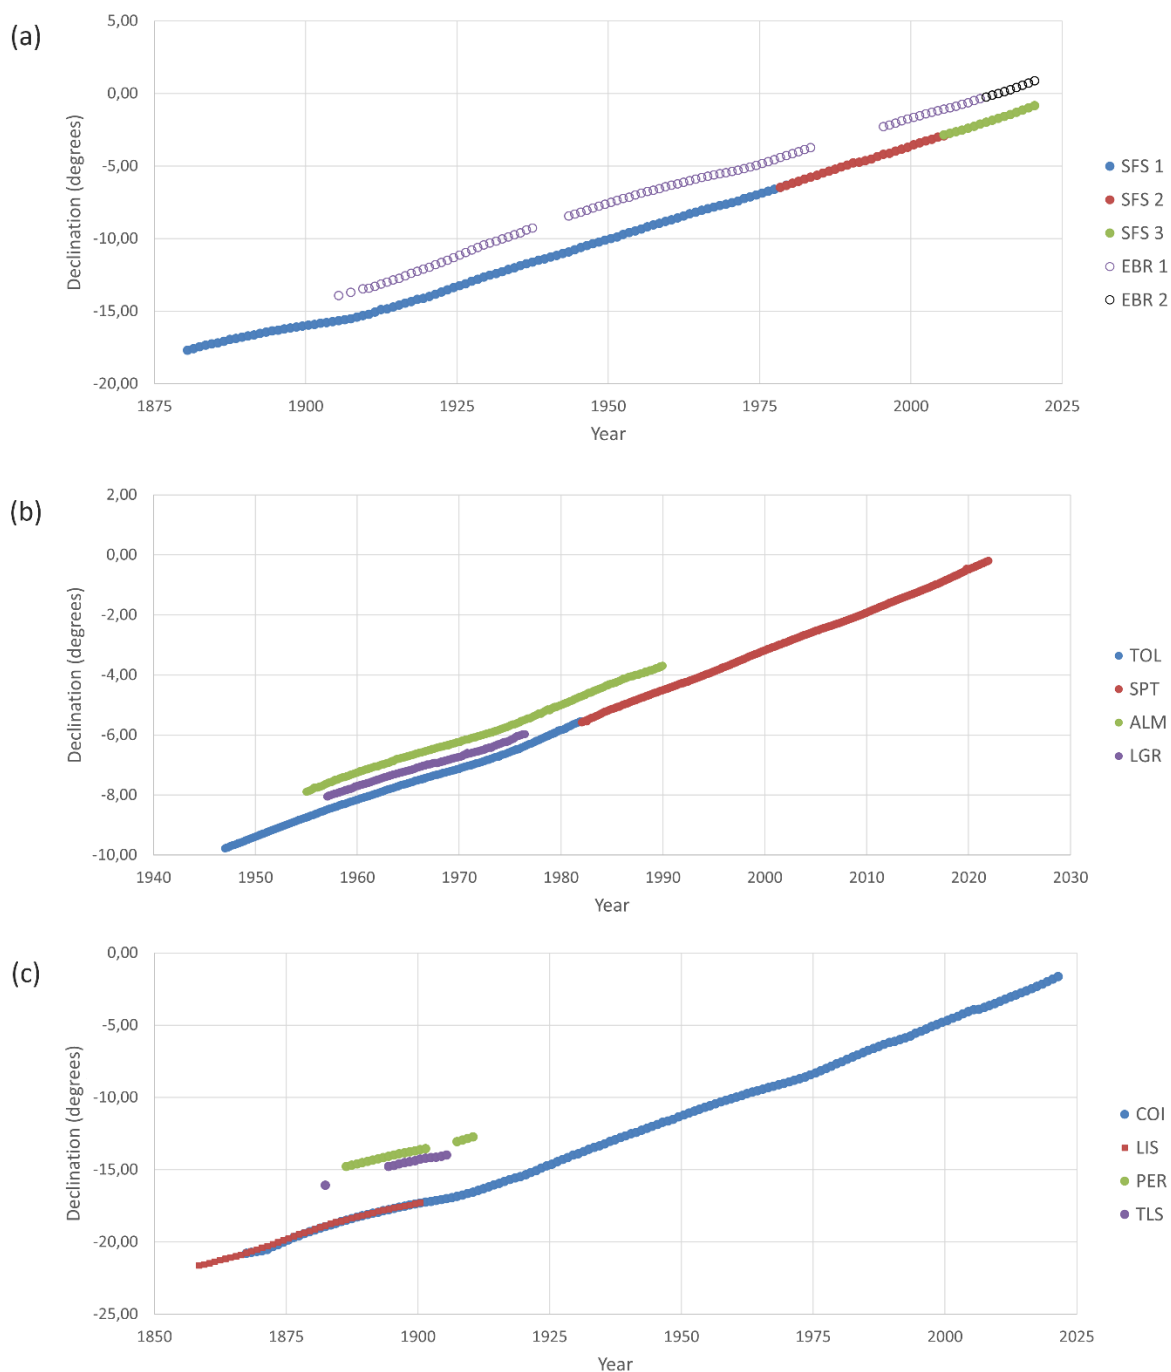 (a)
5,00
0,00
-5,00
-10,00
-15,00
-20,00
Declination (degrees)
1875 1900 1925 1950 1975 2000 2025
Year
SFS 1
SFS 2
SFS 3
EBR 1
EBR 2
(b)
2,00
0,00
-2,00
-4,00
-6,00
-8,00
-10,00
Declination (degrees)
1940 1950 1960 1970 1980 1990 2000 2010 2020 2030
Year
TOL
SPT
ALM
LGR
(c)
0,00
-5,00
-10,00
-15,00
-20,00
-25,00
Declination (degrees)
1850 1875 1900 1925 1950 1975 2000 2025
Year
COI
LIS
PER
TLS